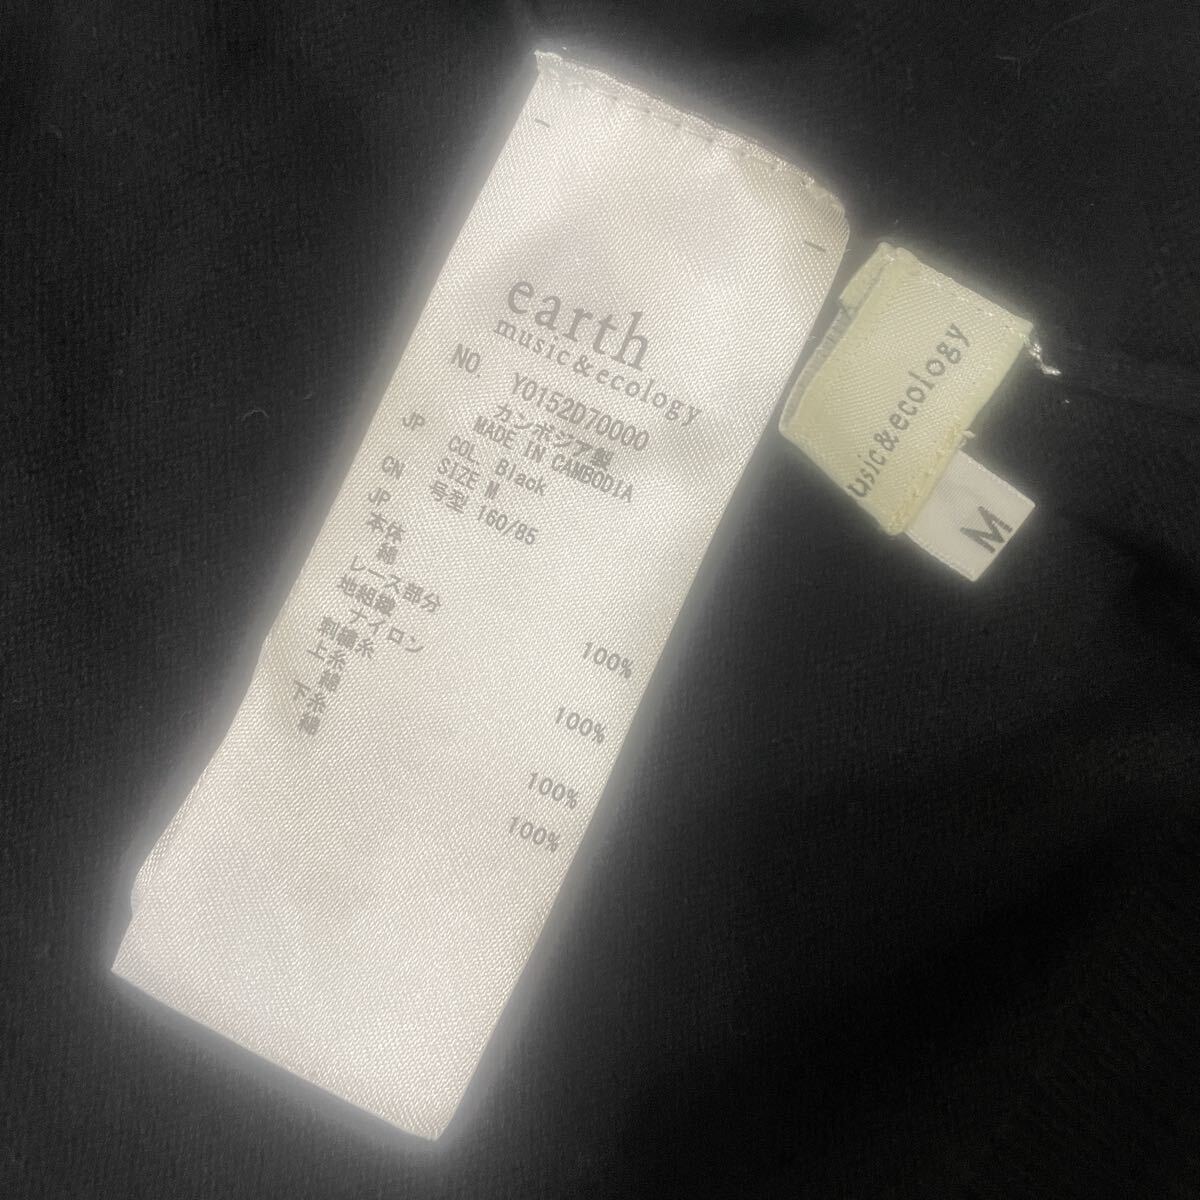 earth
music&ecology
NO. Y0152D70000
カンボジア製
MADE IN CAMBODIA
JP COL. Black
SIZE M
CN 号型 160/85
JP
本体
綿 100%
レース部分
地組織
ナイロン 100%
刺繍糸
上糸
綿 100%
下糸
綿 100%
usic&ecology
M